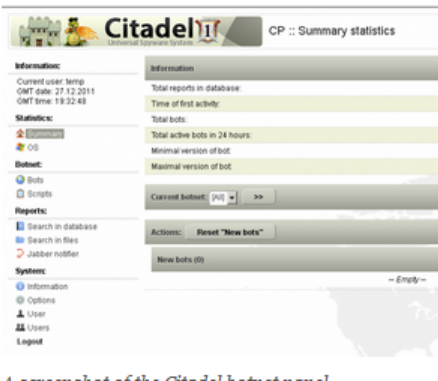 Citadel
Universal Spyware System
CP :: Summary statistics
Information:
Current user: temp
GMT date: 27.12.2011
GMT time: 19:32:48
Statistics:
Summary
OS
Botnet:
Bots
Scripts
Reports:
Search in database
Search in files
Jabber notifier
System:
Information
Options
User
Users
Logout
Information
Total reports in database:
Time of first activity:
Total bots:
Total active bots in 24 hours:
Minimal version of bot:
Maximal version of bot:
Current botnet: [All] >>
Actions: Reset "New bots"
New bots (0)
-- Empty --
A screenshot of the Citadel botnet panel